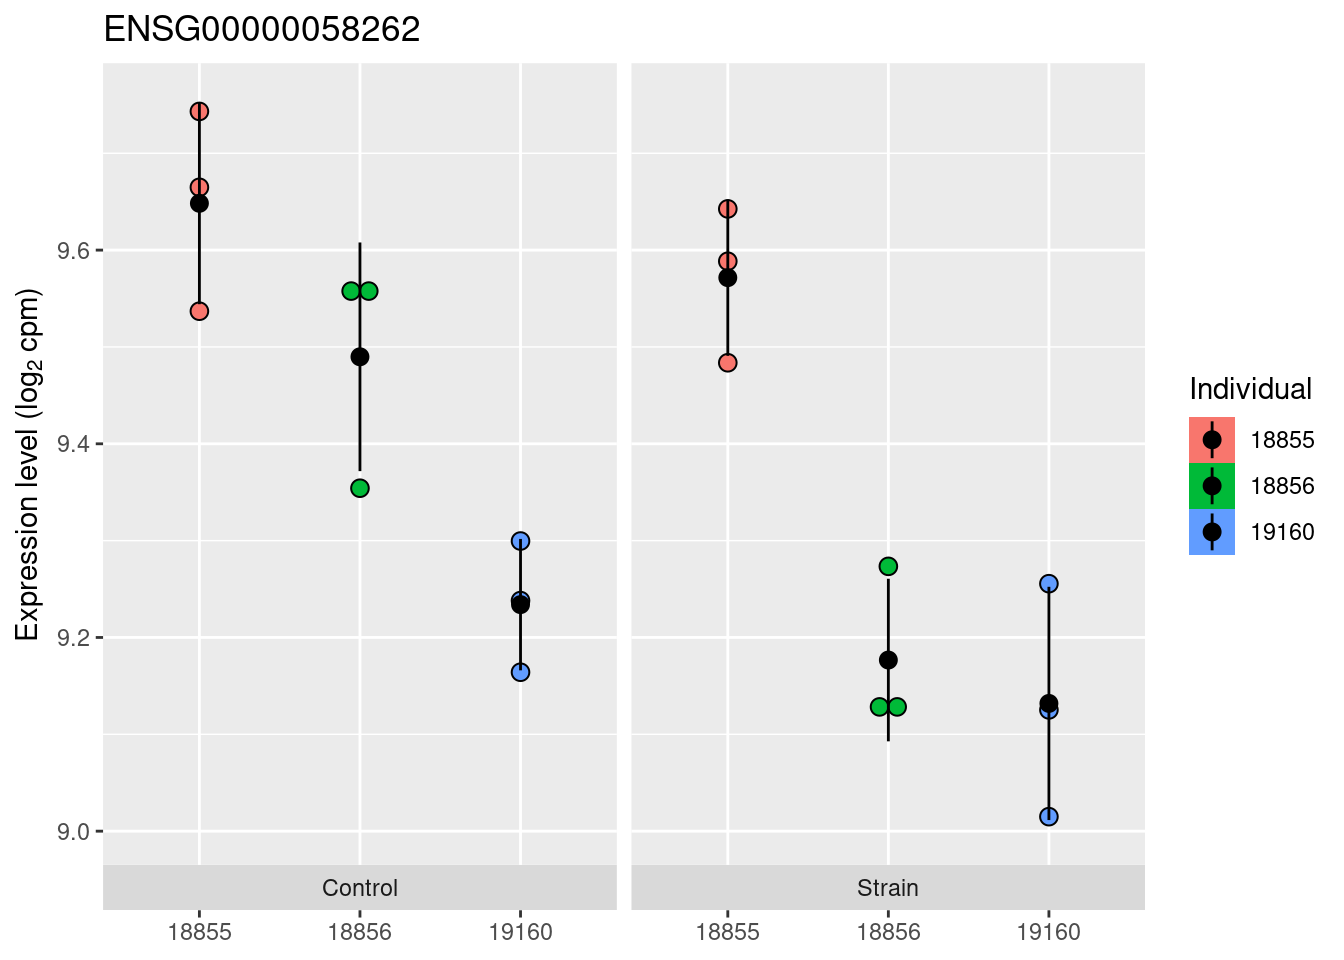 ENSG00000058262
Expression level (log₂ cpm)
9.6
9.4
9.2
9.0
Control
Strain
18855
18856
19160
18855
18856
19160
Individual
18855
18856
19160